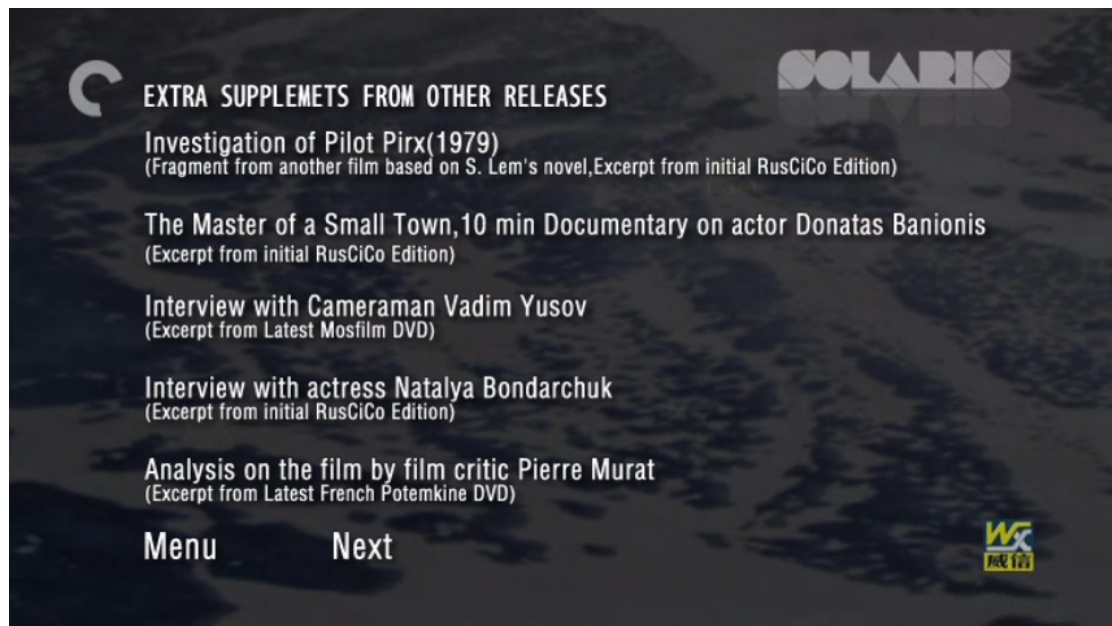 SOLARIS
EXTRA SUPPLEMETS FROM OTHER RELEASES
Investigation of Pilot Pirx(1979)
(Fragment from another film based on S. Lem's novel,Excerpt from initial RusCiCo Edition)
The Master of a Small Town,10 min Documentary on actor Donatas Banionis
(Excerpt from initial RusCiCo Edition)
Interview with Cameraman Vadim Yusov
(Excerpt from Latest Mosfilm DVD)
Interview with actress Natalya Bondarchuk
(Excerpt from initial RusCiCo Edition)
Analysis on the film by film critic Pierre Murat
(Excerpt from Latest French Potemkine DVD)
Menu Next
WX
威信